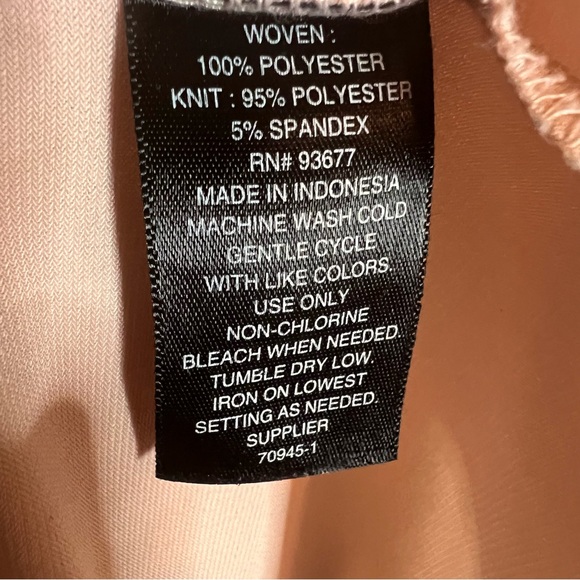 WOVEN :
100% POLYESTER
KNIT : 95% POLYESTER
5% SPANDEX
RN# 93677
MADE IN INDONESIA
MACHINE WASH COLD
GENTLE CYCLE
WITH LIKE COLORS.
USE ONLY
NON-CHLORINE
BLEACH WHEN NEEDED.
TUMBLE DRY LOW.
IRON ON LOWEST
SETTING AS NEEDED.
SUPPLIER
70945-1